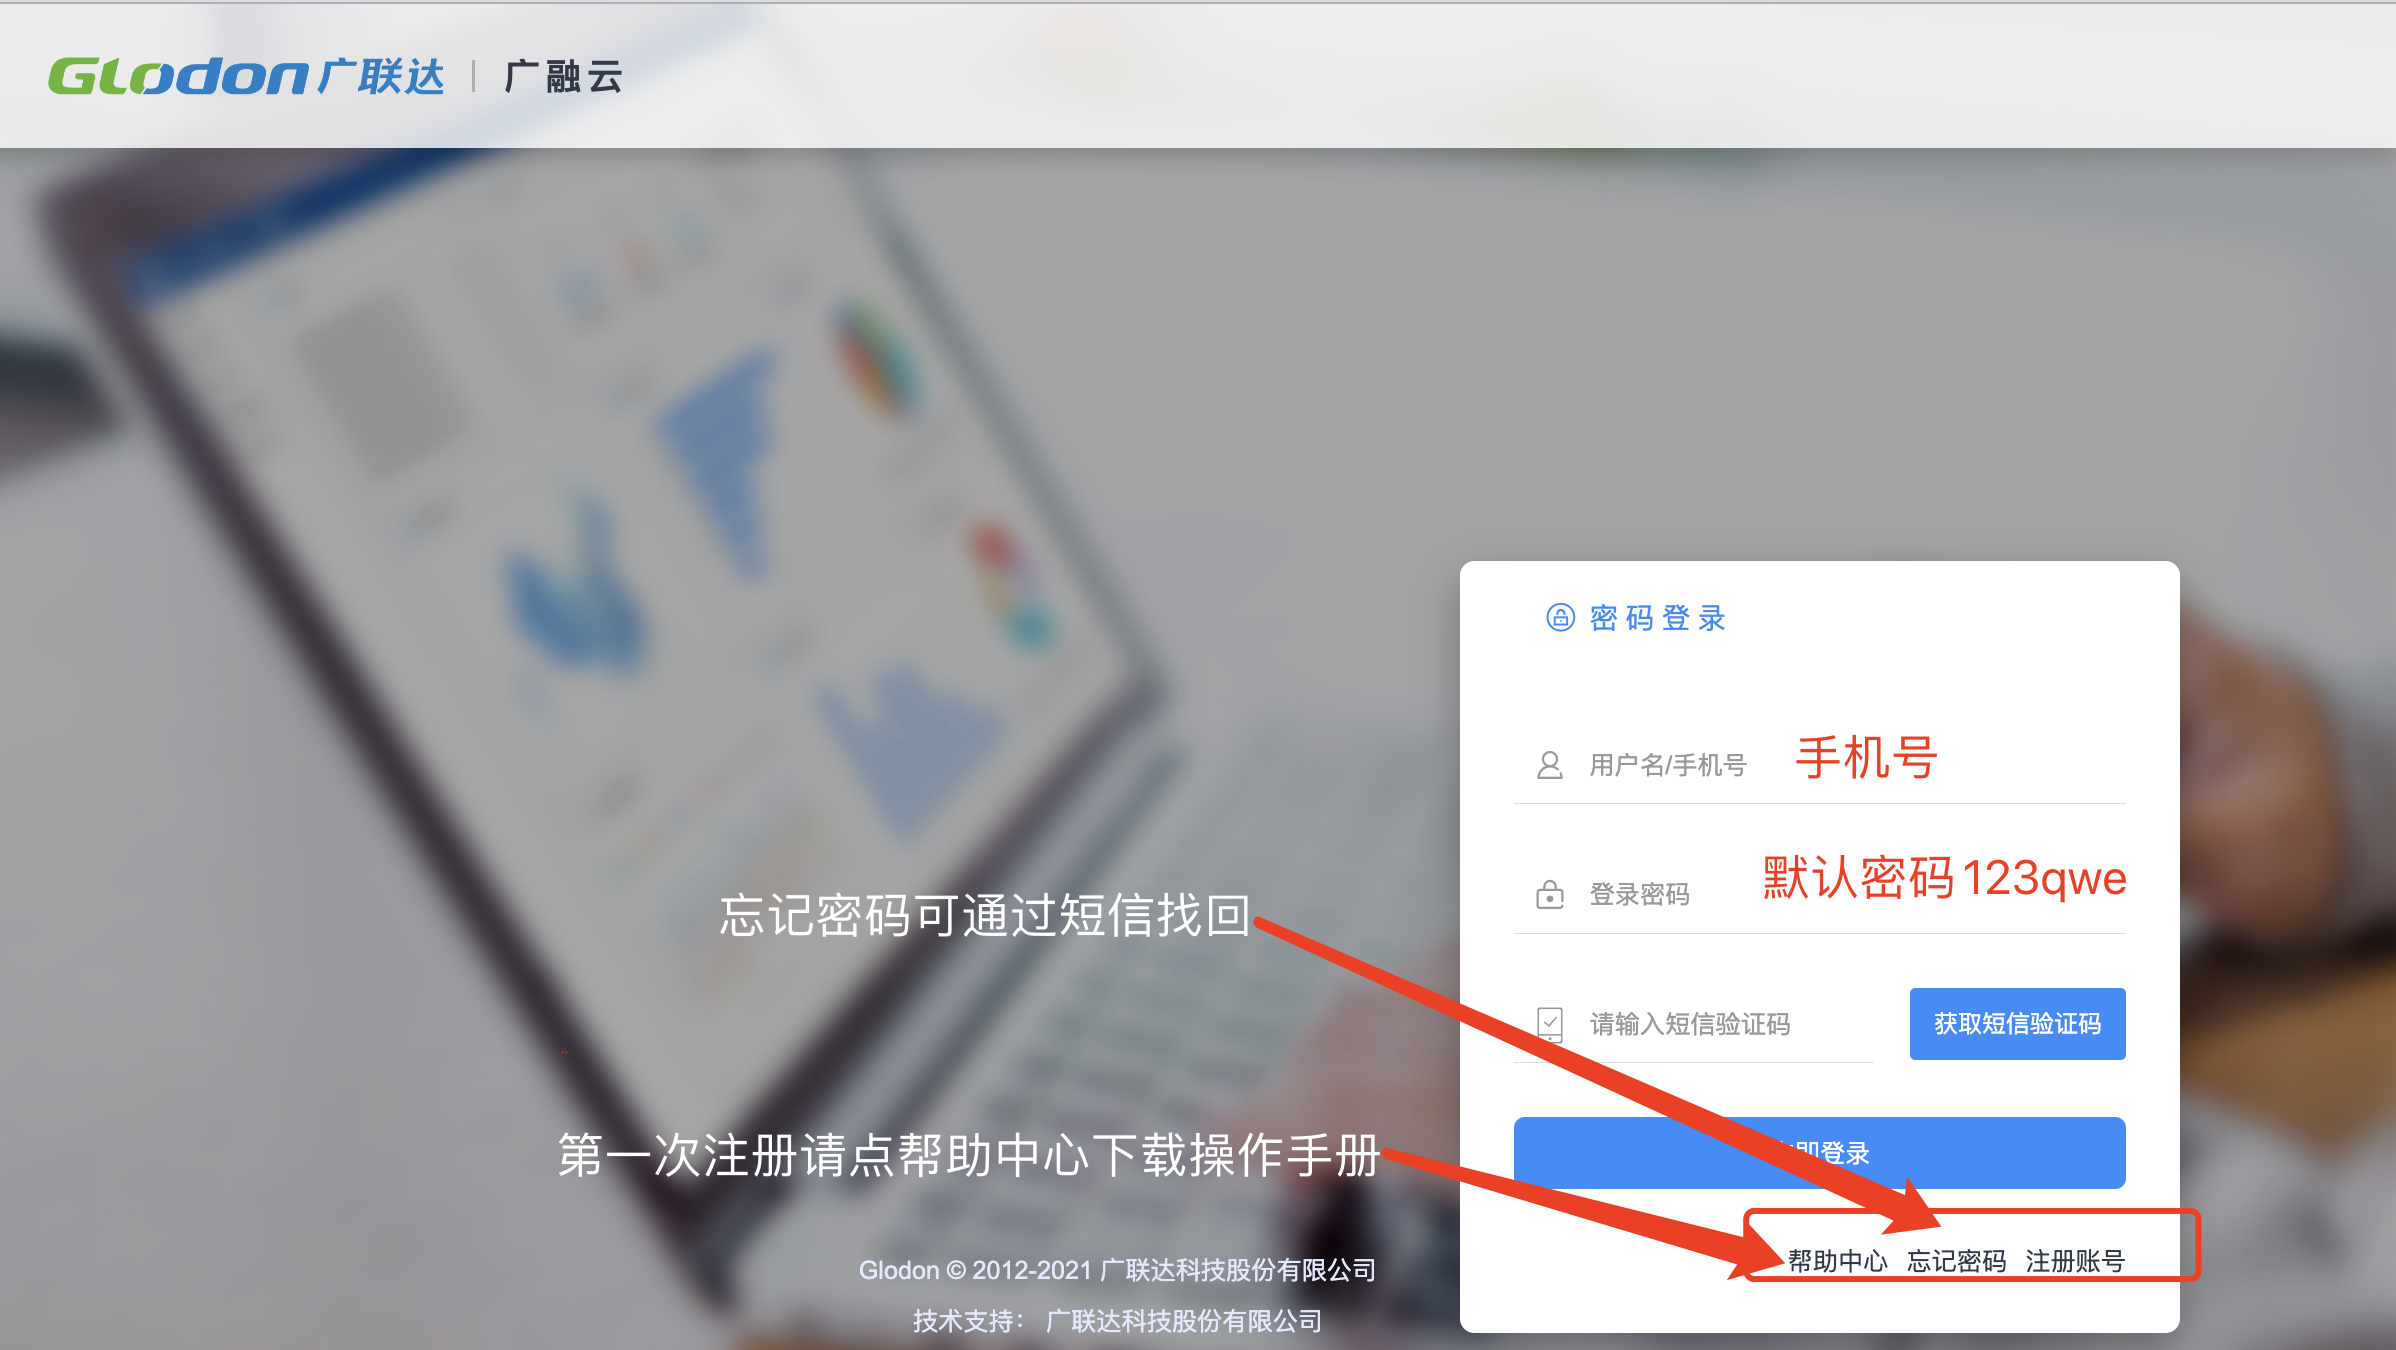 Glodon广联达 | 广融云
密码登录
用户名/手机号 手机号
登录密码 默认密码123qwe
忘记密码可通过短信找回
请输入短信验证码 获取短信验证码
第一次注册请点帮助中心下载操作手册
即登录
帮助中心 忘记密码 注册账号
Glodon © 2012-2021 广联达科技股份有限公司
技术支持： 广联达科技股份有限公司